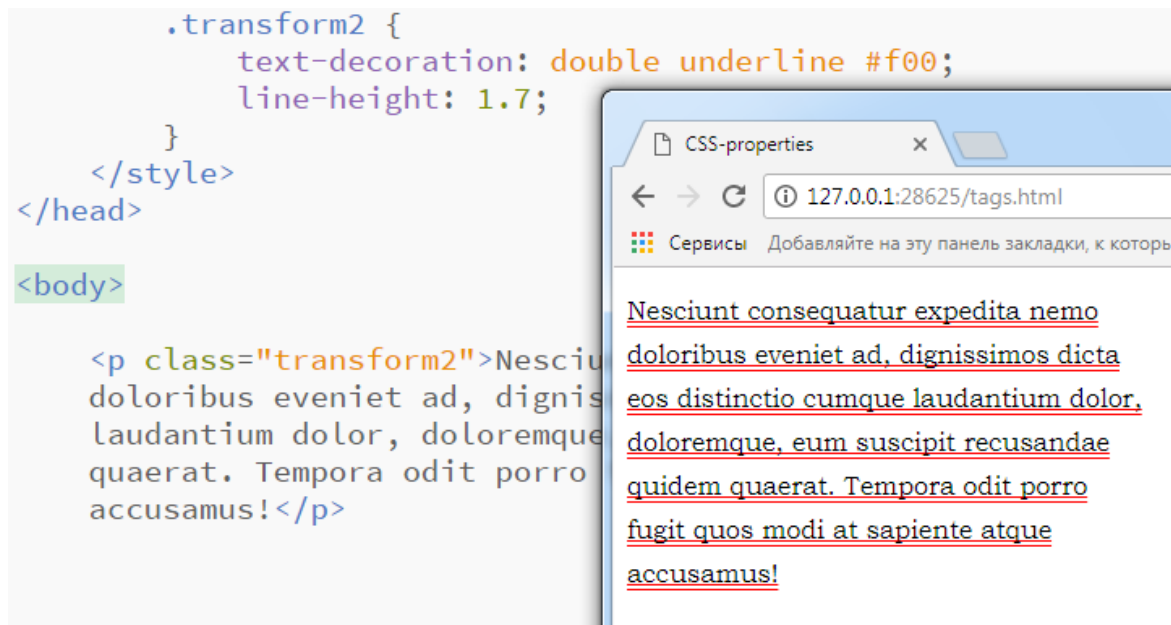 .transform2 {
text-decoration: double underline #f00;
line-height: 1.7;
}
</style>
</head>
<body>
<p class="transform2">Nesciu
doloribus eveniet ad, dignis
laudantium dolor, doloremque
quaerat. Tempora odit porro
accusamus!</p>
CSS-properties
127.0.0.1:28625/tags.html
Сервисы Добавляйте на эту панель закладки, к которы
Nesciunt consequatur expedita nemo
doloribus eveniet ad, dignissimos dicta
eos distinctio cumque laudantium dolor,
doloremque, eum suscipit recusandae
quidem quaerat. Tempora odit porro
fugit quos modi at sapiente atque
accusamus!